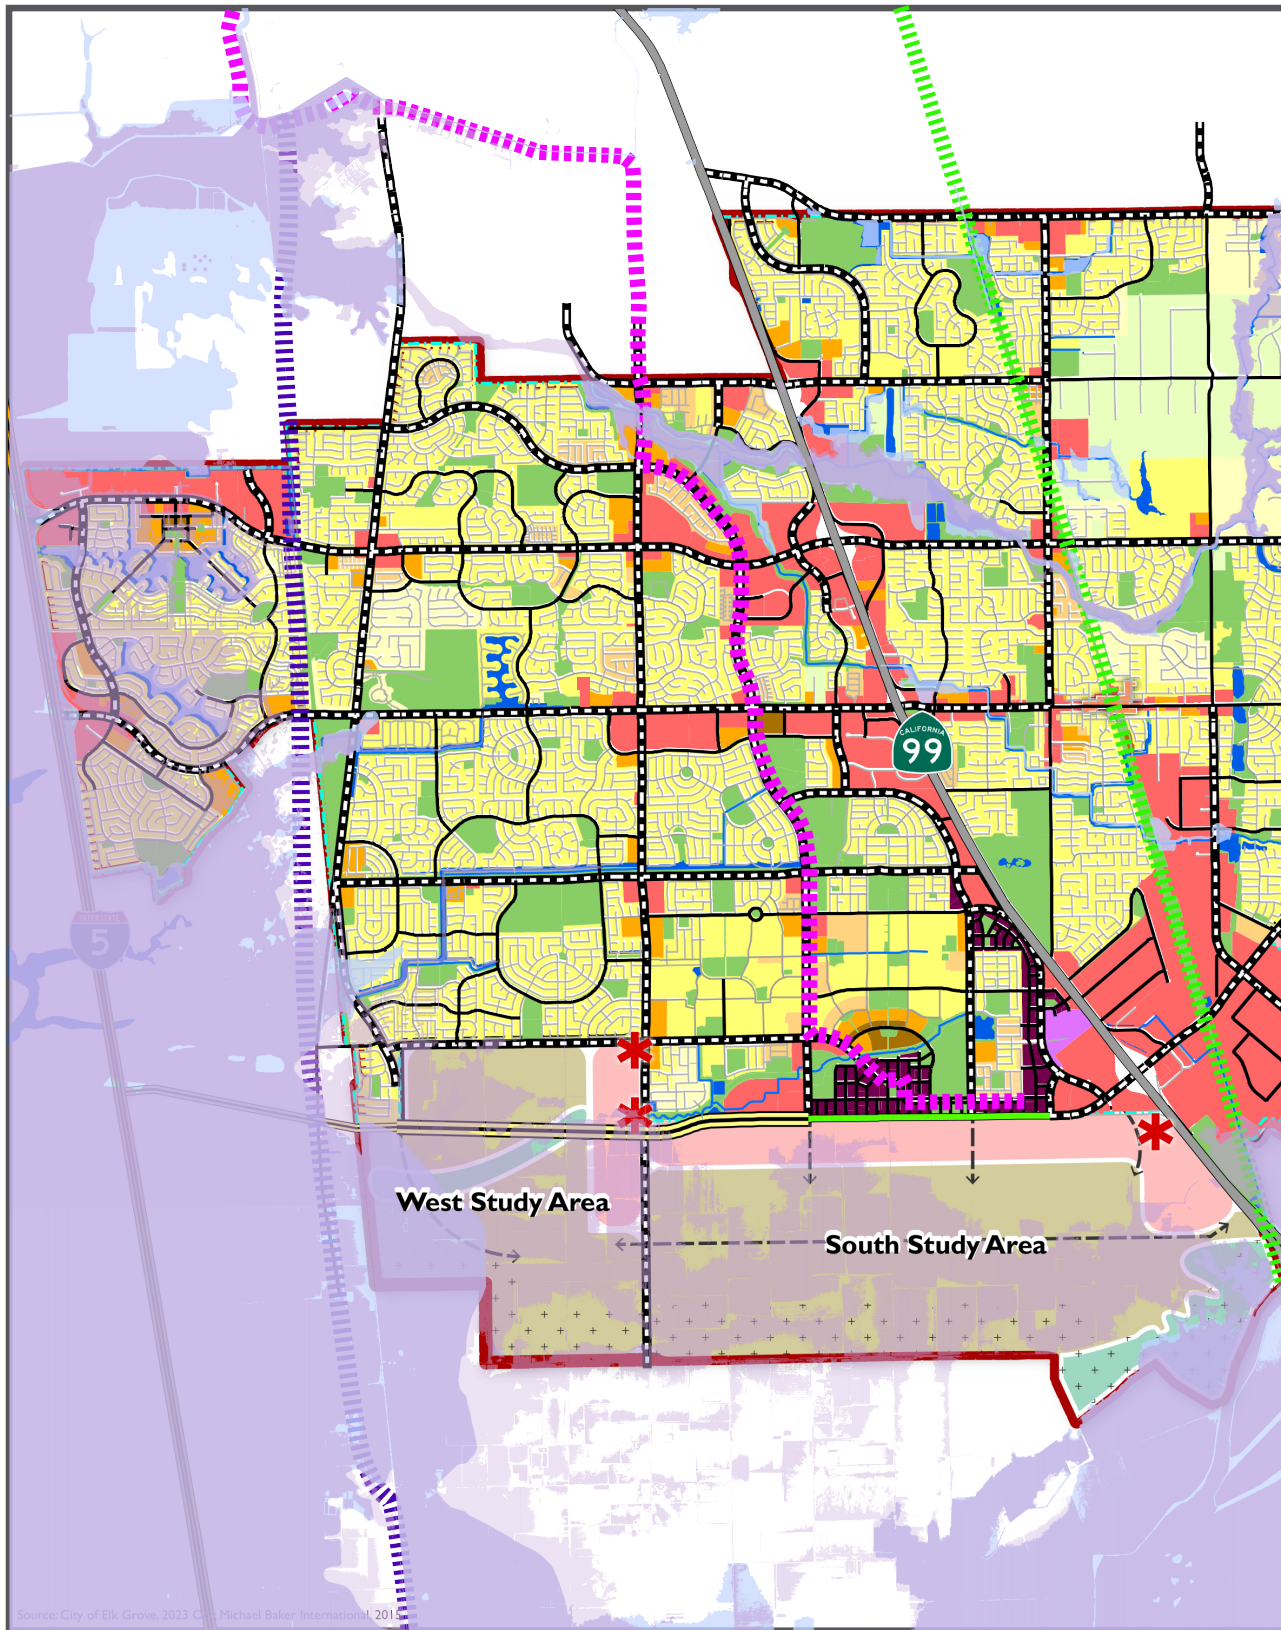 CALIFORNIA
99
INTERSTATE
5
West Study Area
South Study Area
Source: City of Elk Grove, 2023 Michael Baker International, 2015